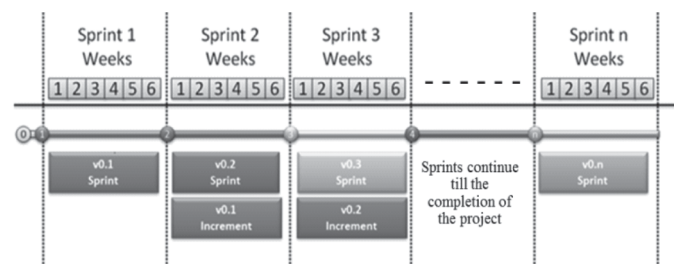 Sprint 1 Sprint 2 Sprint 3 Sprint n
Weeks Weeks Weeks Weeks
1 2 3 4 5 6 1 2 3 4 5 6 1 2 3 4 5 6 - - - - - - 1 2 3 4 5 6
0 1 2 3 4 n
v0.1
Sprint
v0.2
Sprint
v0.1
Increment
v0.3
Sprint
v0.2
Increment
Sprints continue
till the
completion of
the project
v0.n
Sprint